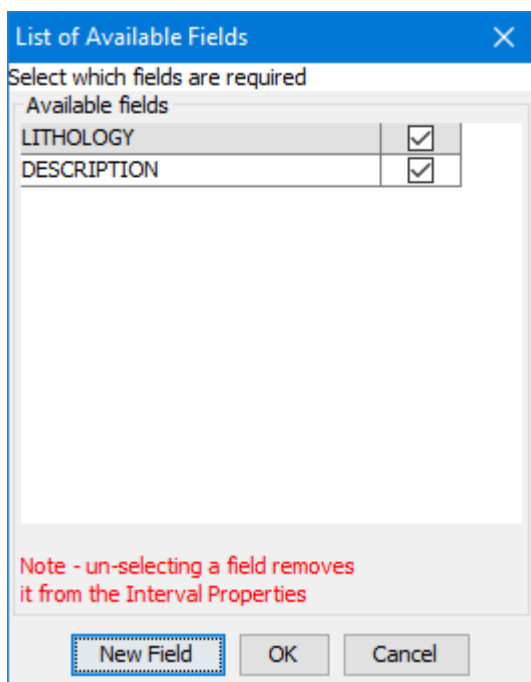 List of Available Fields
Select which fields are required
Available fields
LITHOLOGY
DESCRIPTION
Note - un-selecting a field removes
it from the Interval Properties
New Field OK Cancel